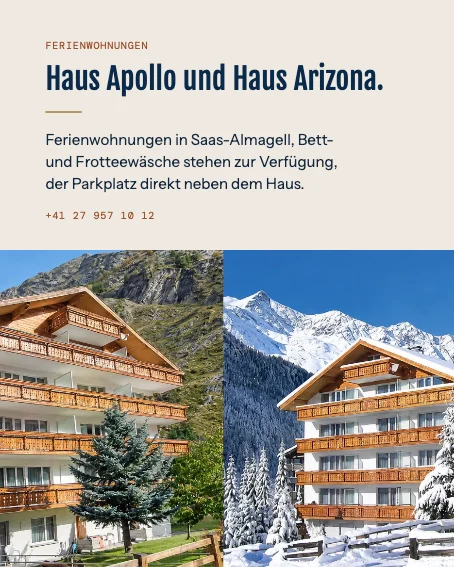 FERIENWOHNUNGEN
Haus Apollo und Haus Arizona.
Ferienwohnungen in Saas-Almagell, Bett-
und Frotteewäsche stehen zur Verfügung,
der Parkplatz direkt neben dem Haus.
+41 27 957 10 12